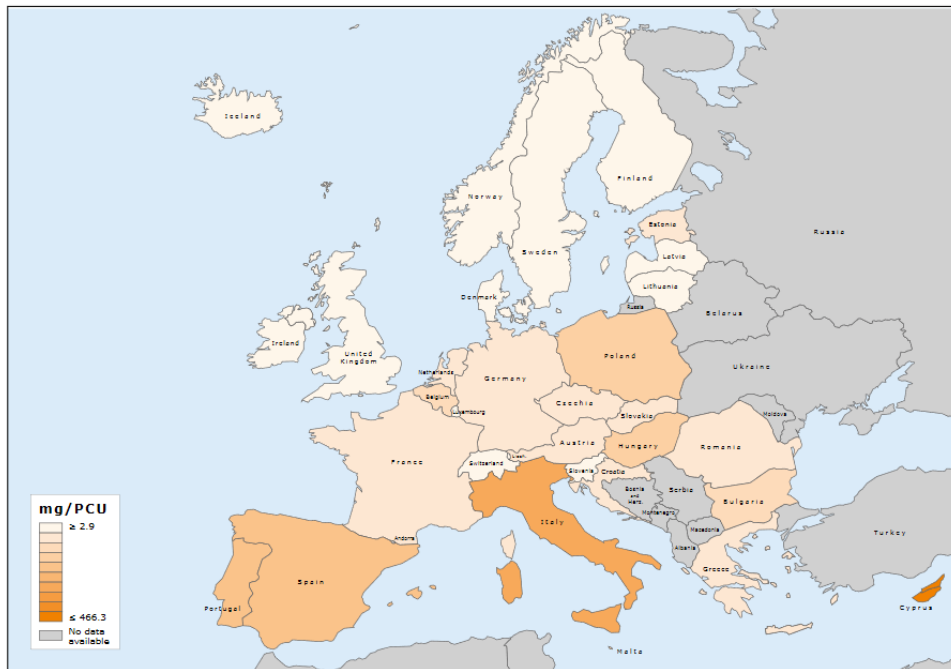 Iceland
Norway
Finland
Sweden
Estonia
Latvia
Lithuania
Russia
Russia
Denmark
Belarus
Ireland
United
Kingdom
Netherlands
Germany
Poland
Ukraine
Belgium
Luxembourg
Czechia
Slovakia
Moldova
France
Switzerland
Liech.
Austria
Hungary
Romania
Slovenia
Croatia
Bosnia
and
Herz.
Serbia
Montenegro
Bulgaria
Macedonia
Albania
Andorra
Italy
Spain
Portugal
Greece
Turkey
Cyprus
Malta
mg/PCU
≥ 2.9
≤ 466.3
No data
available